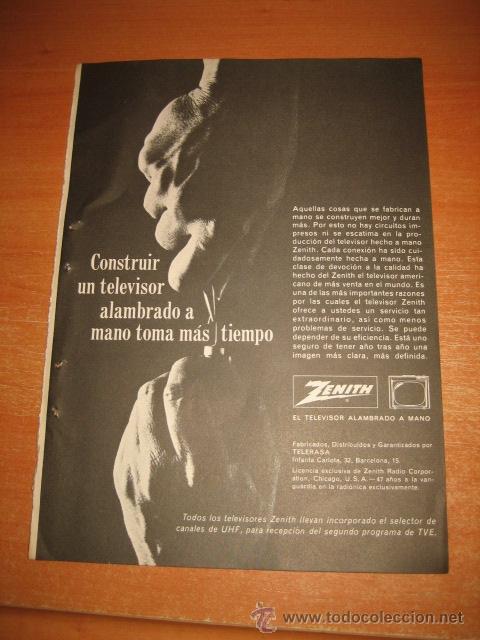 Construir
un televisor
alambrado a
mano toma más tiempo
Aquellas cosas que se fabrican a
mano se construyen mejor y duran
más. Por esto no hay circuitos im-
presos ni se escatima en la pro-
ducción del televisor hecho a mano
Zenith. Cada conexión ha sido cui-
dadosamente hecha a mano. Esta
clase de devoción a la calidad ha
hecho del Zenith el televisor ameri-
cano de más venta en el mundo. Es
una de las más importantes razones
por las cuales el televisor Zenith
ofrece a ustedes un servicio tan
extraordinario, así como menos
problemas de servicio. Se puede
depender de su eficiencia. Está uno
seguro de tener año tras año una
imagen más clara, más definida.
ZENITH
EL TELEVISOR ALAMBRADO A MANO
Fabricados, Distribuidos y Garantizados por
TELERASA
Infanta Carlota, 32, Barcelona, 15.
Licencia exclusiva de Zenith Radio Corpor-
ation, Chicago, U.S.A.—47 años a la van-
guardia en la radiónica exclusivamente.
Todos los televisores Zenith llevan incorporado el selector de
canales de UHF, para recepción del segundo programa de TVE.
www.todocoleccion.net